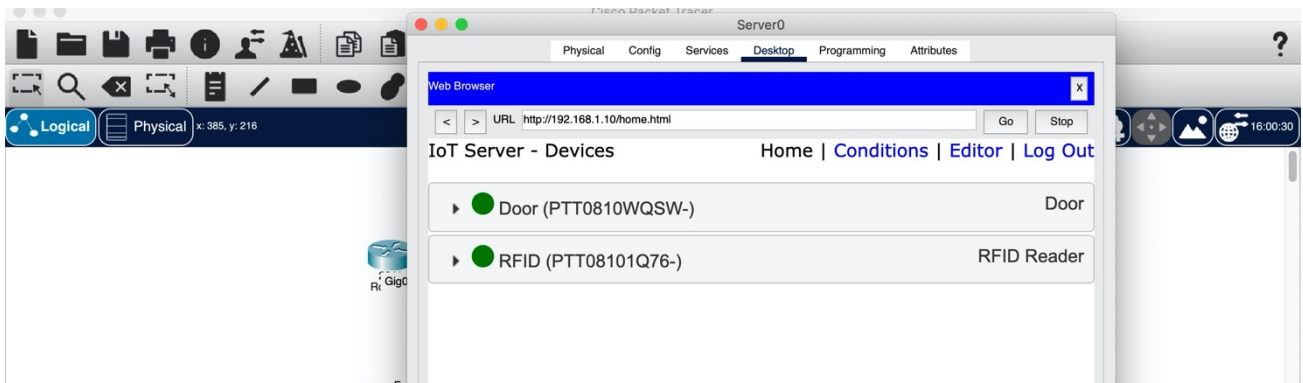 Cisco Packet Tracer
Server0
Physical Config Services Desktop Programming Attributes
?
Web Browser
X
< > URL http://192.168.1.10/home.html Go Stop
Logical Physical x: 385, y: 216
16:00:30
IoT Server - Devices Home | Conditions | Editor | Log Out
Door (PTT0810WQSW-) Door
RFID (PTT08101Q76-) RFID Reader
Gig0